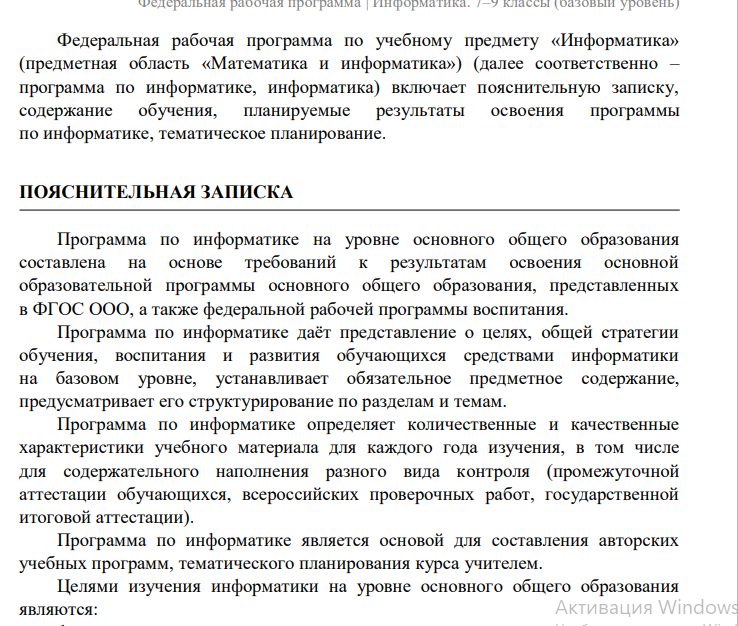 Федеральная рабочая программа | Информатика. 7–9 классы (базовый уровень)
Федеральная рабочая программа по учебному предмету «Информатика»
(предметная область «Математика и информатика») (далее соответственно –
программа по информатике, информатика) включает пояснительную записку,
содержание обучения, планируемые результаты освоения программы
по информатике, тематическое планирование.
ПОЯСНИТЕЛЬНАЯ ЗАПИСКА
Программа по информатике на уровне основного общего образования
составлена на основе требований к результатам освоения основной
образовательной программы основного общего образования, представленных
в ФГОС ООО, а также федеральной рабочей программы воспитания.
Программа по информатике даёт представление о целях, общей стратегии
обучения, воспитания и развития обучающихся средствами информатики
на базовом уровне, устанавливает обязательное предметное содержание,
предусматривает его структурирование по разделам и темам.
Программа по информатике определяет количественные и качественные
характеристики учебного материала для каждого года изучения, в том числе
для содержательного наполнения разного вида контроля (промежуточной
аттестации обучающихся, всероссийских проверочных работ, государственной
итоговой аттестации).
Программа по информатике является основой для составления авторских
учебных программ, тематического планирования курса учителем.
Целями изучения информатики на уровне основного общего образования
являются:
Активация Windows